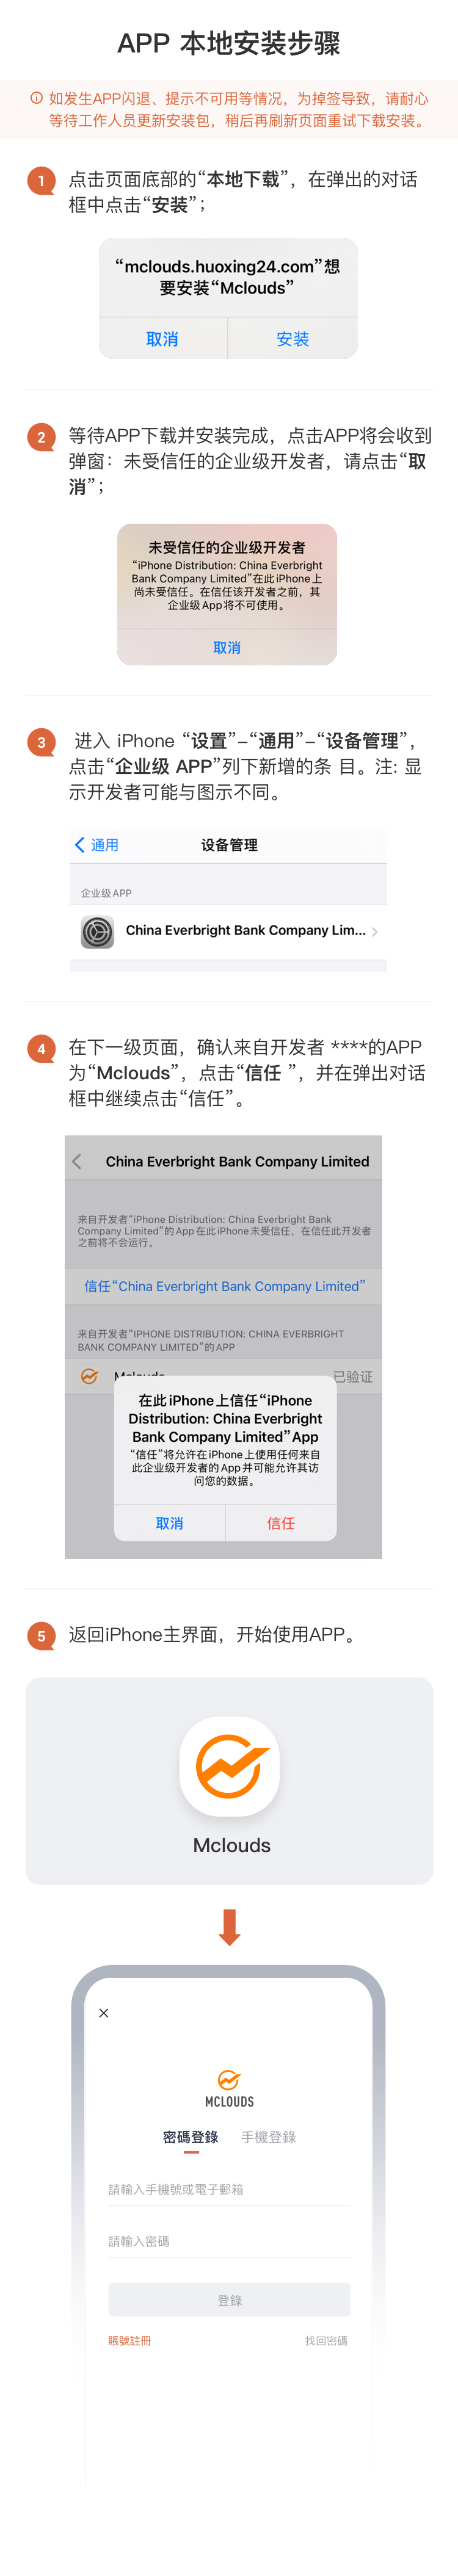 APP 本地安装步骤
如发生APP闪退、提示不可用等情况，为掉签导致，请耐心
等待工作人员更新安装包，稍后再刷新页面重试下载安装。
1
点击页面底部的“本地下载”，在弹出的对话
框中点击“安装”；
“mclouds.huoxing24.com”想
要安装“Mclouds”
取消
安装
2
等待APP下载并安装完成，点击APP将会收到
弹窗：未受信任的企业级开发者，请点击“取
消”；
未受信任的企业级开发者
“iPhone Distribution: China Everbright
Bank Company Limited”在此 iPhone 上
尚未受信任。在信任该开发者之前，其
企业级 App 将不可使用。
取消
3
进入 iPhone “设置”–“通用”–“设备管理”，
点击“企业级 APP”列下新增的条 目。注: 显
示开发者可能与图示不同。
通用
设备管理
企业级 APP
China Everbright Bank Company Lim...
4
在下一级页面，确认来自开发者 ****的APP
为“Mclouds”，点击“信任 ”，并在弹出对话
框中继续点击“信任”。
China Everbright Bank Company Limited
来自开发者“iPhone Distribution: China Everbright Bank
Company Limited”的 App 在此 iPhone 未受信任，在信任此开发者
之前将不会运行。
信任“China Everbright Bank Company Limited”
来自开发者“IPHONE DISTRIBUTION: CHINA EVERBRIGHT
BANK COMPANY LIMITED”的 APP
Mclouds
已验证
在此 iPhone 上信任“iPhone
Distribution: China Everbright
Bank Company Limited”App
“信任”将允许在 iPhone 上使用任何来自
此企业级开发者的 App 并可能允许其访
问您的数据。
取消
信任
5
返回iPhone主界面，开始使用APP。
Mclouds
MCLOUDS
密碼登錄
手機登錄
請輸入手機號或電子郵箱
請輸入密碼
登錄
賬號註冊
找回密碼